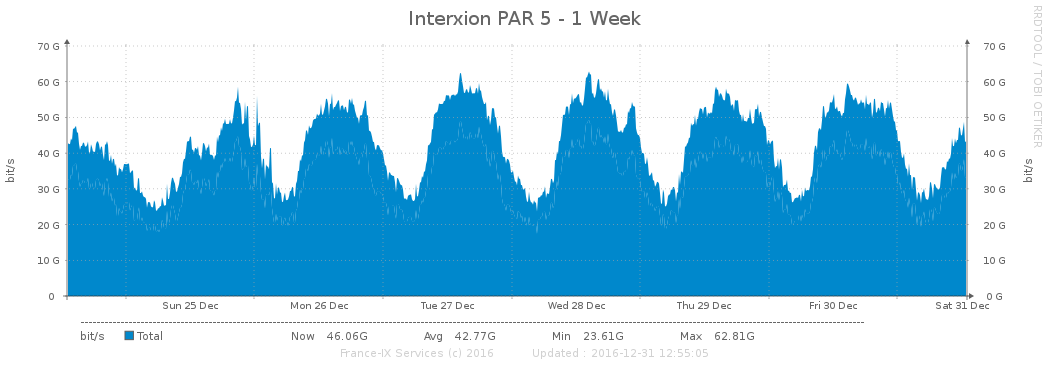 Interxion PAR 5 - 1 Week
RRDTOOL / TOBI OETIKER
70 G 70 G
60 G 60 G
50 G 50 G
40 G 40 G
30 G 30 G
20 G 20 G
10 G 10 G
0 0 G
bit/s bit/s
Sun 25 Dec Mon 26 Dec Tue 27 Dec Wed 28 Dec Thu 29 Dec Fri 30 Dec Sat 31 Dec
bit/s Total Now 46.06G Avg 42.77G Min 23.61G Max 62.81G
France-IX Services (c) 2016 Updated : 2016-12-31 12:55:05